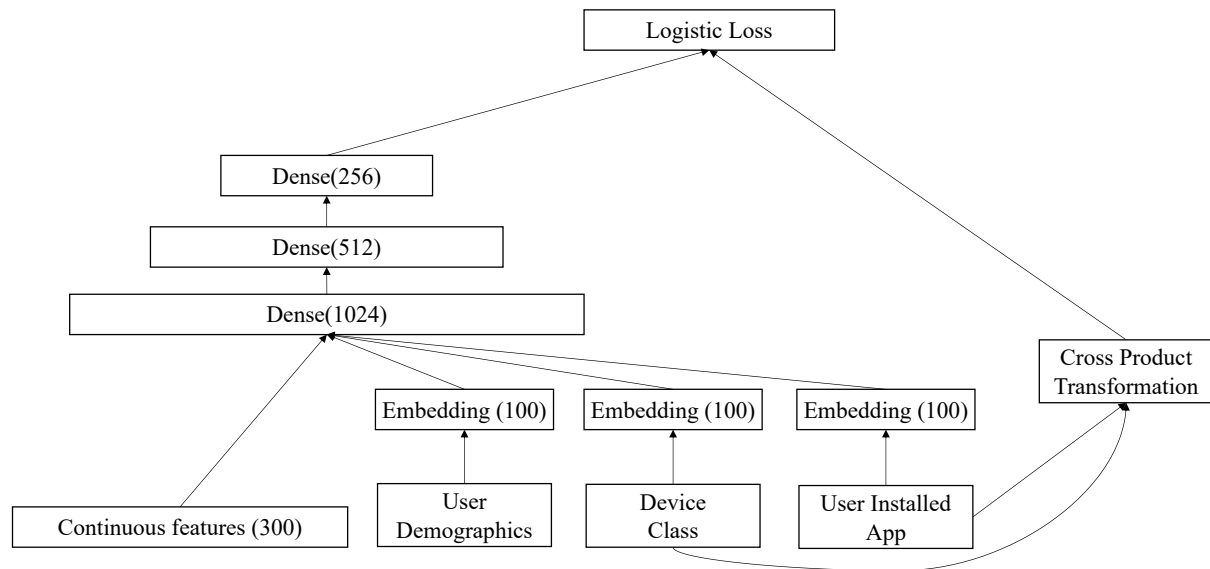 Logistic Loss
Dense(256)
Dense(512)
Dense(1024)
Cross Product
Transformation
Embedding (100)
Embedding (100)
Embedding (100)
User
Demographics
Device
Class
User Installed
App
Continuous features (300)